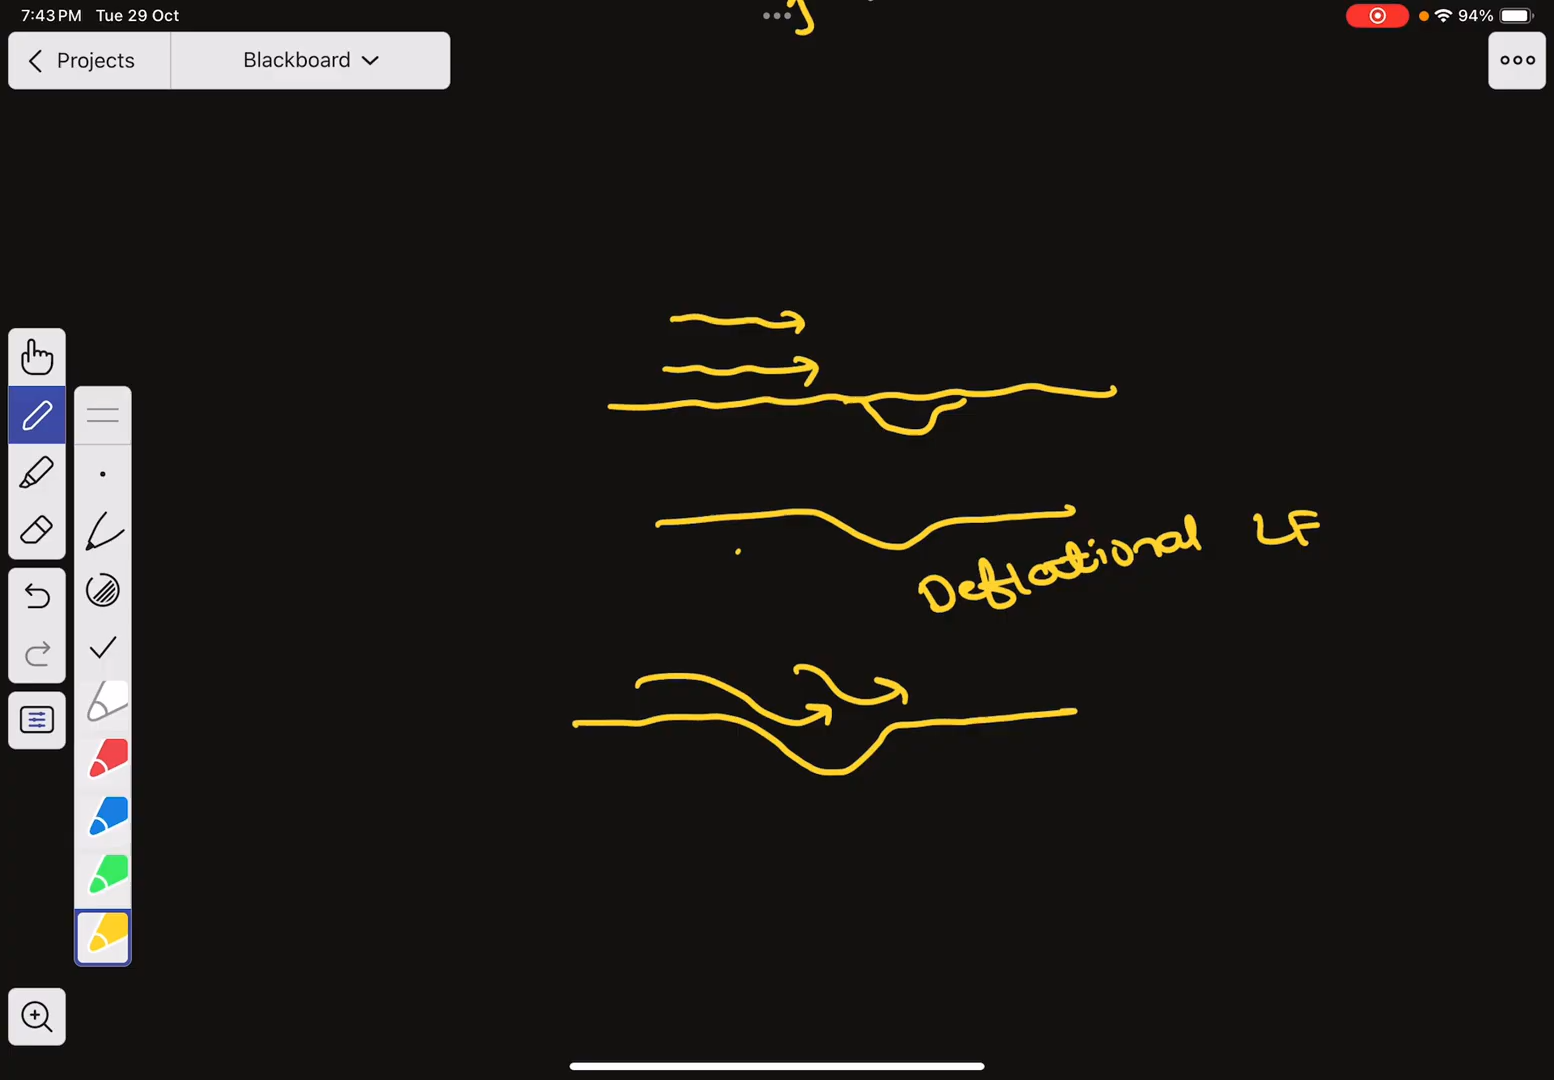 7:43 PM Tue 29 Oct
94%
Projects
Blackboard
Deflational LF